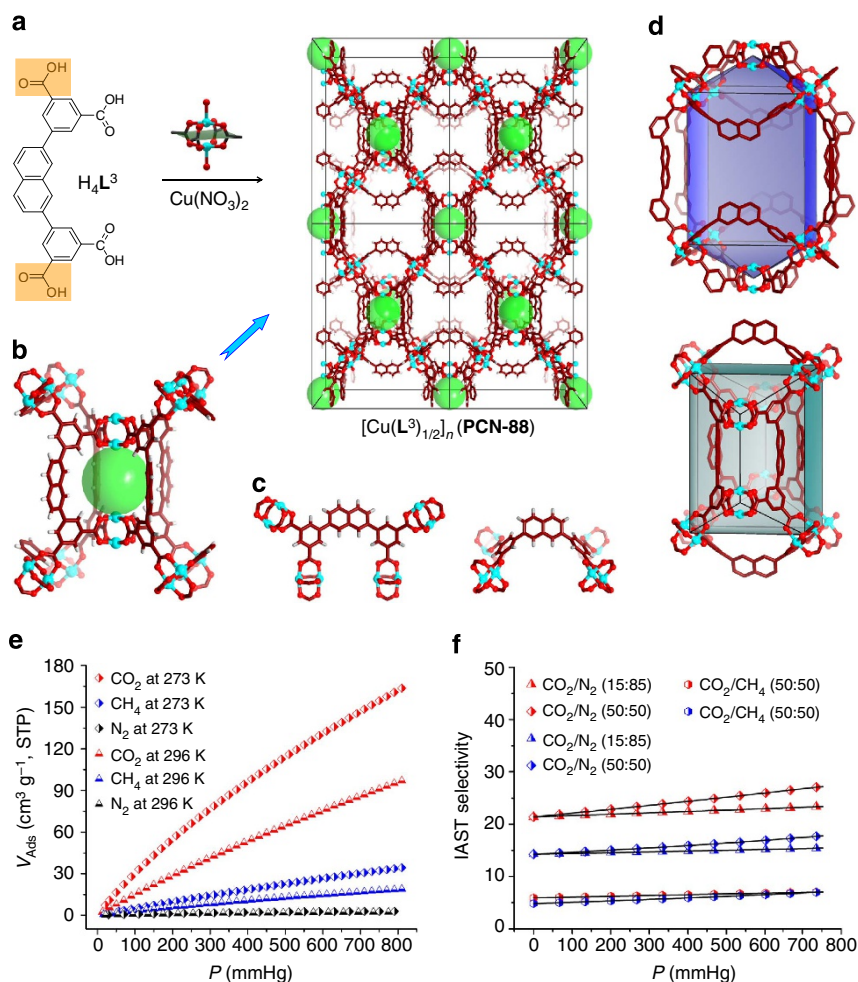 a
O
OH
OH
O
H₄L³
Cu(NO₃)₂
O
OH
O
OH
[Cu(L³)₁/₂]ₙ (PCN-88)
b
c
d
e
V_Ads (cm³ g⁻¹, STP)
180
150
120
90
60
30
0
CO₂ at 273 K
CH₄ at 273 K
N₂ at 273 K
CO₂ at 296 K
CH₄ at 296 K
N₂ at 296 K
0 100 200 300 400 500 600 700 800
P (mmHg)
f
IAST selectivity
50
40
30
20
10
0
CO₂/N₂ (15:85)
CO₂/N₂ (50:50)
CO₂/N₂ (15:85)
CO₂/N₂ (50:50)
CO₂/CH₄ (50:50)
CO₂/CH₄ (50:50)
0 100 200 300 400 500 600 700 800
P (mmHg)